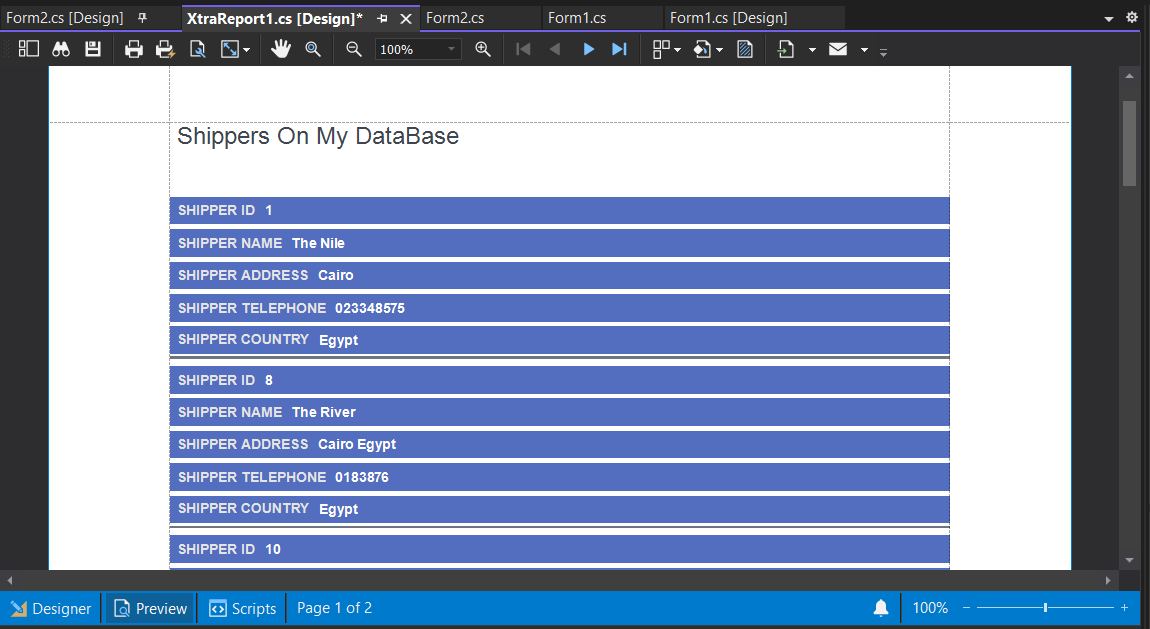 Form2.cs [Design] XtraReport1.cs [Design]* Form2.cs Form1.cs Form1.cs [Design]
100%
Shippers On My DataBase
SHIPPER ID 1
SHIPPER NAME The Nile
SHIPPER ADDRESS Cairo
SHIPPER TELEPHONE 023348575
SHIPPER COUNTRY Egypt
SHIPPER ID 8
SHIPPER NAME The River
SHIPPER ADDRESS Cairo Egypt
SHIPPER TELEPHONE 0183876
SHIPPER COUNTRY Egypt
SHIPPER ID 10
Designer Preview Scripts Page 1 of 2 100%